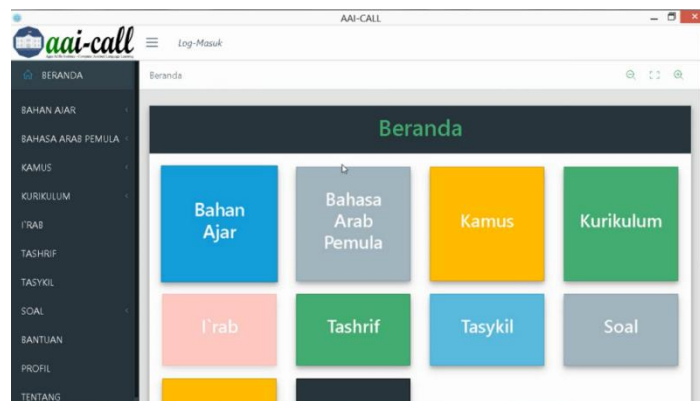 AAI-CALL
aai-call
Log-Masuk
BERANDA
Beranda
BAHAN AJAR
BAHASA ARAB PEMULA
KAMUS
KURIKULUM
I'RAB
TASHRIF
TASYKIL
SOAL
BANTUAN
PROFIL
TENTANG
Beranda
Bahan
Ajar
Bahasa
Arab
Pemula
Kamus
Kurikulum
I`rab
Tashrif
Tasykil
Soal